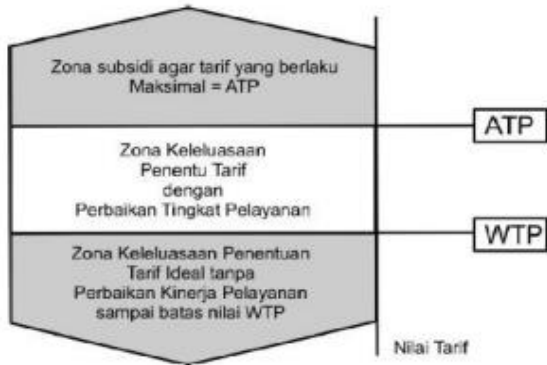 Zona subsidi agar tarif yang berlaku
Maksimal = ATP
ATP
Zona Keleluasaan
Penentu Tarif
dengan
Perbaikan Tingkat Pelayanan
WTP
Zona Keleluasaan Penentuan
Tarif Ideal tanpa
Perbaikan Kinerja Pelayanan
sampai batas nilai WTP
Nilai Tarif